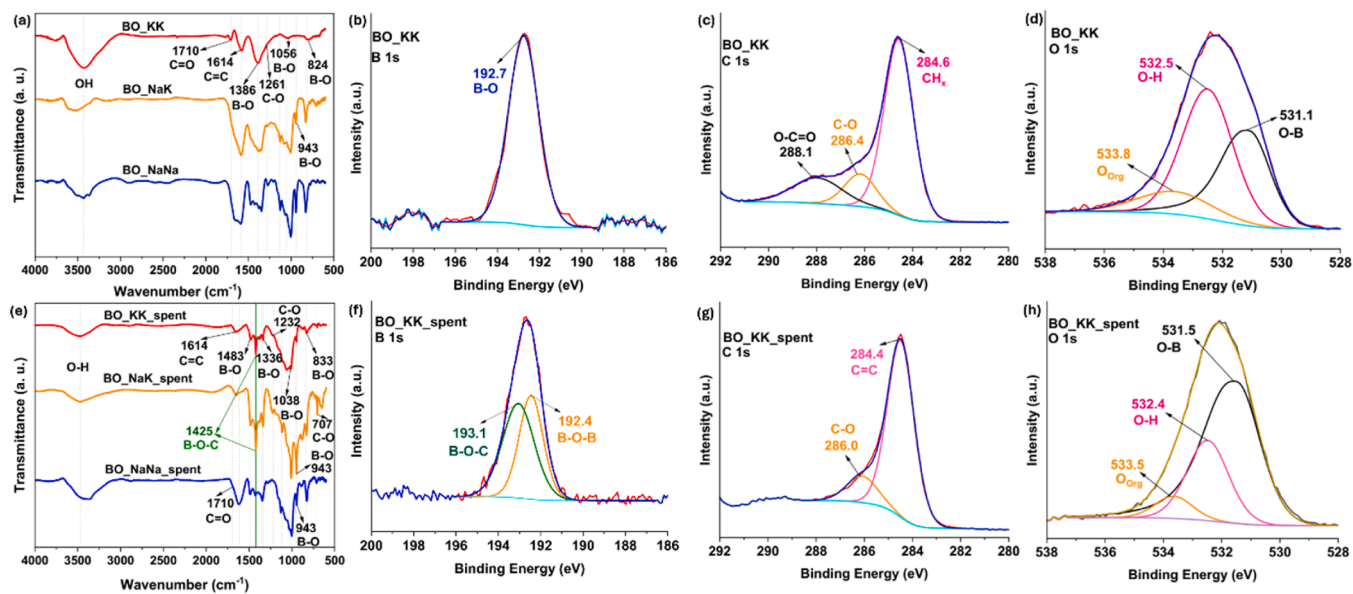 (a)
BO_KK
OH
1710
C=O
1614
C=C
1386
B-O
1261
C-O
1056
B-O
824
B-O
BO_NaK
943
B-O
BO_NaNa
Transmittance (a. u.)
4000 3500 3000 2500 2000 1500 1000 500
Wavenumber (cm-1)
(b)
BO_KK
B 1s
192.7
B-O
Intensity (a.u.)
200 198 196 194 192 190 188 186
Binding Energy (eV)
(c)
BO_KK
C 1s
284.6
CHx
C-O
286.4
O-C=O
288.1
Intensity (a.u.)
292 290 288 286 284 282 280
Binding Energy (eV)
(d)
BO_KK
O 1s
532.5
O-H
531.1
O-B
533.8
OOrg
Intensity (a.u.)
538 536 534 532 530 528
Binding Energy (eV)
(e)
BO_KK_spent
C-O
1232
O-H
1614
C=C
1483
B-O
1336
B-O
833
B-O
BO_NaK_spent
1038
B-O
707
C-O
B-O
1425
B-O-C
943
BO_NaNa_spent
1710
C=O
943
B-O
Transmittance (a. u.)
4000 3500 3000 2500 2000 1500 1000 500
Wavenumber (cm-1)
(f)
BO_KK_spent
B 1s
193.1
B-O-C
192.4
B-O-B
Intensity (a.u.)
200 198 196 194 192 190 188 186
Binding Energy (eV)
(g)
BO_KK_spent
C 1s
284.4
C=C
C-O
286.0
Intensity (a.u.)
292 290 288 286 284 282 280
Binding Energy (eV)
(h)
BO_KK_spent
O 1s
531.5
O-B
532.4
O-H
533.5
OOrg
Intensity (a.u.)
538 536 534 532 530 528
Binding Energy (eV)